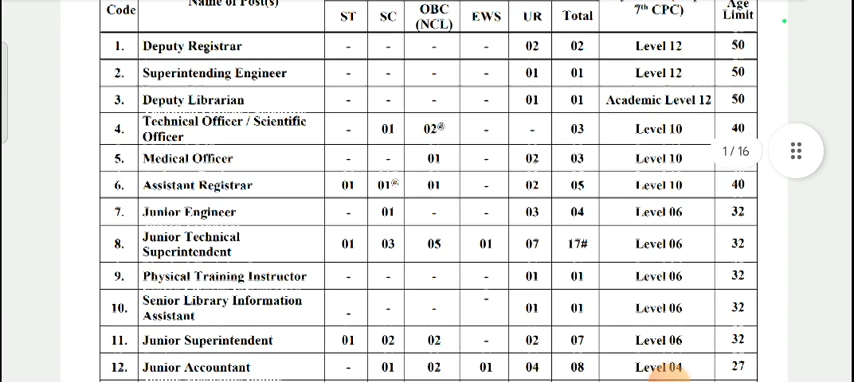 Code Name of Post(s) ST SC OBC (NCL) EWS UR Total 7th CPC) Age Limit
1. Deputy Registrar - - - - 02 02 Level 12 50
2. Superintending Engineer - - - - 01 01 Level 12 50
3. Deputy Librarian - - - - 01 01 Academic Level 12 50
4. Technical Officer / Scientific Officer - 01 02@ - - 03 Level 10 40
5. Medical Officer - - 01 - 02 03 Level 10
1 / 16
6. Assistant Registrar 01 01@ 01 - 02 05 Level 10 40
7. Junior Engineer - 01 - - 03 04 Level 06 32
8. Junior Technical Superintendent 01 03 05 01 07 17# Level 06 32
9. Physical Training Instructor - - - - 01 01 Level 06 32
10. Senior Library Information Assistant - - - - 01 01 Level 06 32
11. Junior Superintendent 01 02 02 - 02 07 Level 06 32
12. Junior Accountant - 01 02 01 04 08 Level 04 27